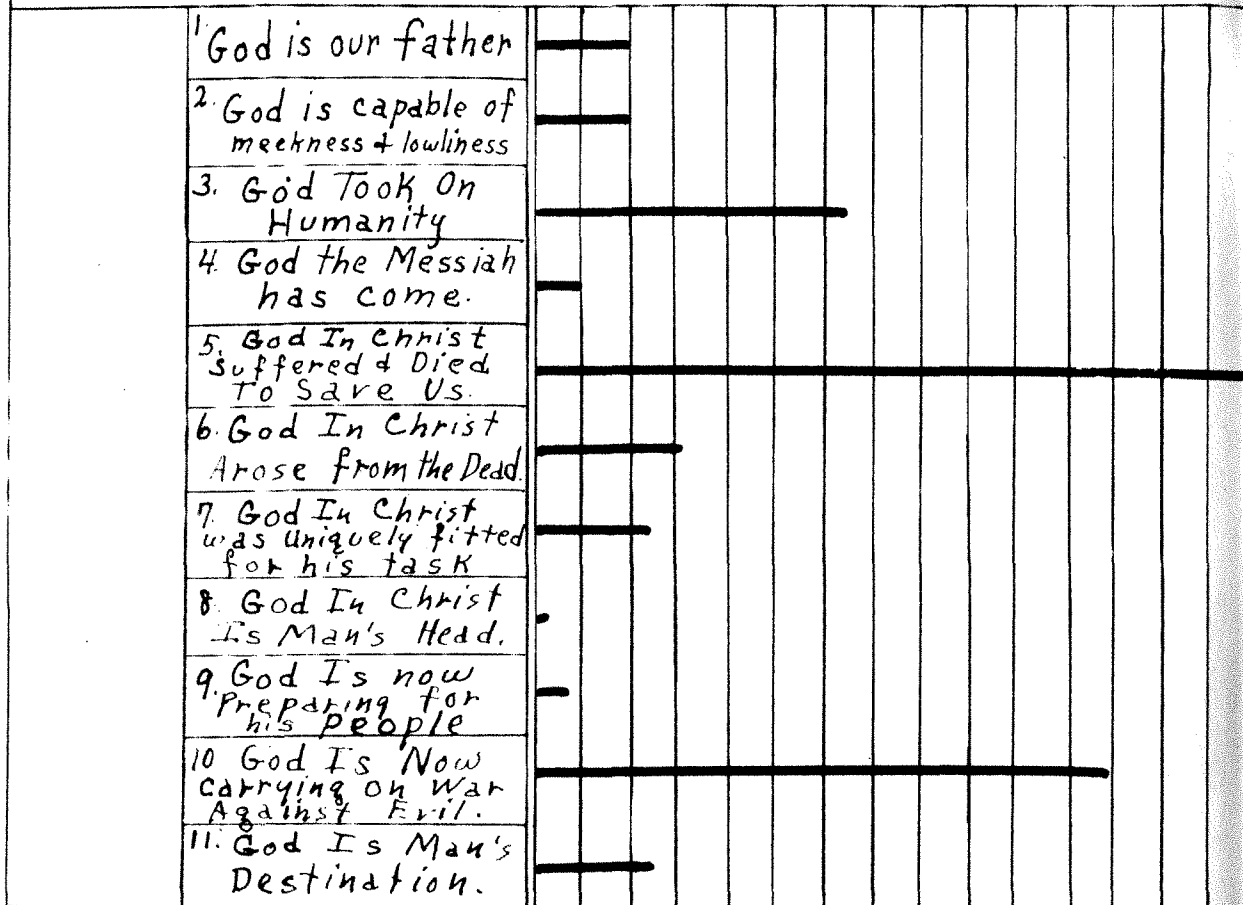 1. God is our father
2. God is capable of
meekness & lowliness
3. God Took On
Humanity
4. God the Messiah
has come.
5. God In Christ
suffered & Died
To Save Us.
6. God In Christ
Arose from the Dead.
7. God In Christ
was uniquely fitted
for his task
8. God In Christ
Is Man's Head.
9. God Is now
Preparing for
his People
10 God Is Now
Carrying on War
Against Evil.
11. God Is Man's
Destination.